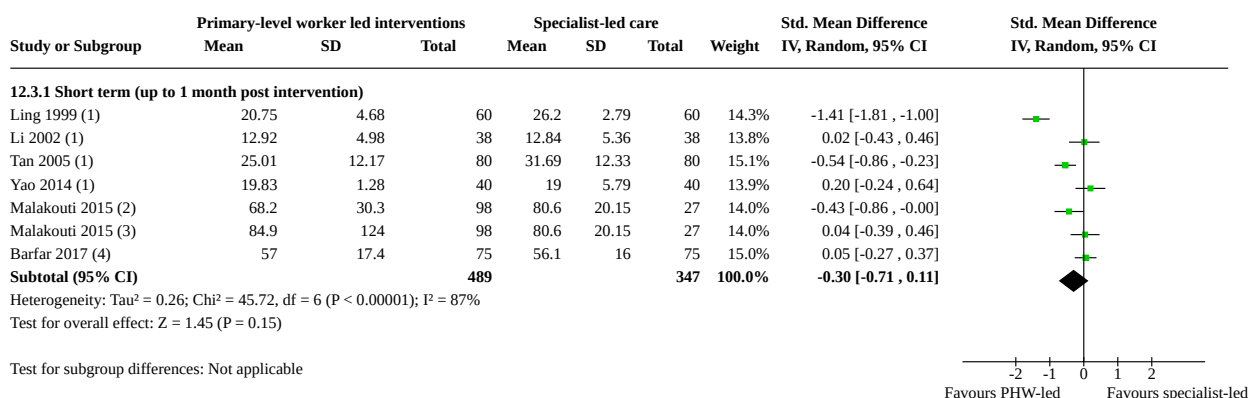 Primary-level worker led interventions Specialist-led care Std. Mean Difference Std. Mean Difference
Study or Subgroup Mean SD Total Mean SD Total Weight IV, Random, 95% CI IV, Random, 95% CI
12.3.1 Short term (up to 1 month post intervention)
Ling 1999 (1) 20.75 4.68 60 26.2 2.79 60 14.3% -1.41 [-1.81 , -1.00]
Li 2002 (1) 12.92 4.98 38 12.84 5.36 38 13.8% 0.02 [-0.43 , 0.46]
Tan 2005 (1) 25.01 12.17 80 31.69 12.33 80 15.1% -0.54 [-0.86 , -0.23]
Yao 2014 (1) 19.83 1.28 40 19 5.79 40 13.9% 0.20 [-0.24 , 0.64]
Malakouti 2015 (2) 68.2 30.3 98 80.6 20.15 27 14.0% -0.43 [-0.86 , -0.00]
Malakouti 2015 (3) 84.9 124 98 80.6 20.15 27 14.0% 0.04 [-0.39 , 0.46]
Barfar 2017 (4) 57 17.4 75 56.1 16 75 15.0% 0.05 [-0.27 , 0.37]
Subtotal (95% CI) 489 347 100.0% -0.30 [-0.71 , 0.11]
Heterogeneity: Tau² = 0.26; Chi² = 45.72, df = 6 (P < 0.00001); I² = 87%
Test for overall effect: Z = 1.45 (P = 0.15)
Test for subgroup differences: Not applicable
-2 -1 0 1 2
Favours PHW-led Favours specialist-led